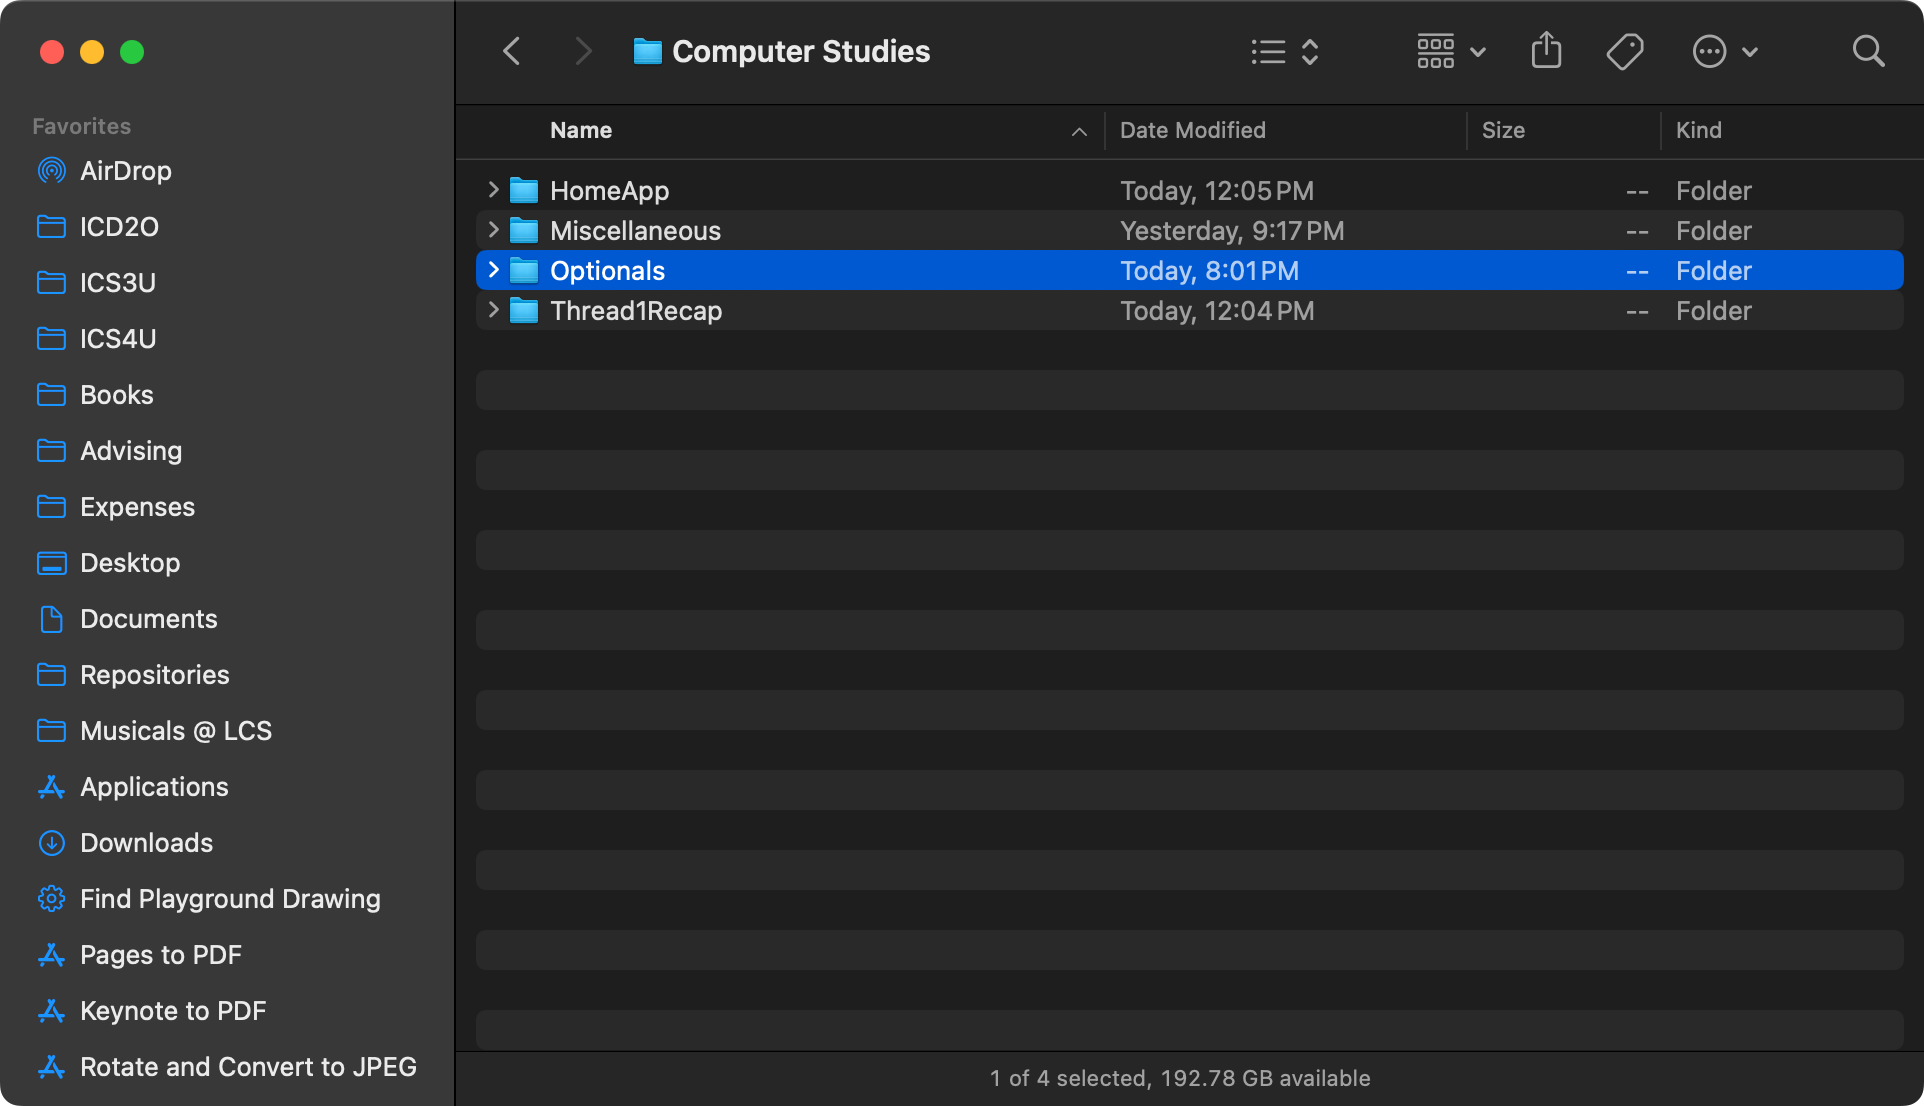 Computer Studies
Favorites
AirDrop
ICD2O
ICS3U
ICS4U
Books
Advising
Expenses
Desktop
Documents
Repositories
Musicals @ LCS
Applications
Downloads
Find Playground Drawing
Pages to PDF
Keynote to PDF
Rotate and Convert to JPEG
Name Date Modified Size Kind
HomeApp Today, 12:05 PM -- Folder
Miscellaneous Yesterday, 9:17 PM -- Folder
Optionals Today, 8:01 PM -- Folder
Thread1Recap Today, 12:04 PM -- Folder
1 of 4 selected, 192.78 GB available